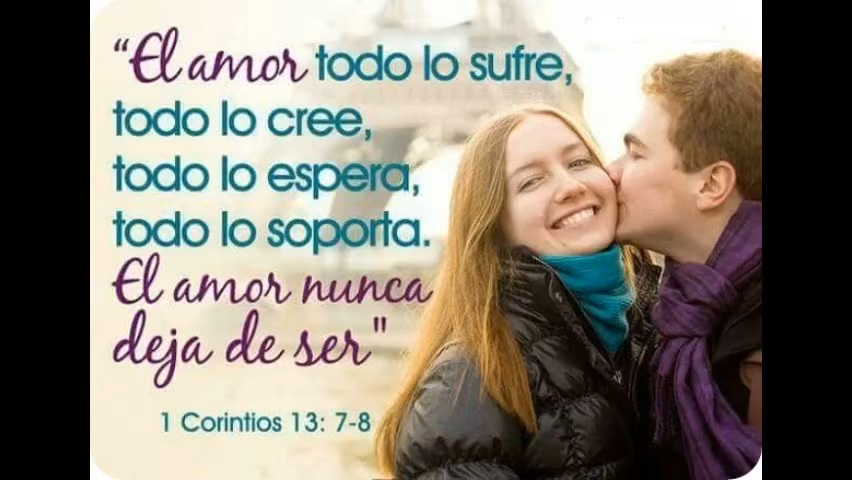 “El amor todo lo sufre,
todo lo cree,
todo lo espera,
todo lo soporta.
El amor nunca
deja de ser"
1 Corintios 13: 7-8